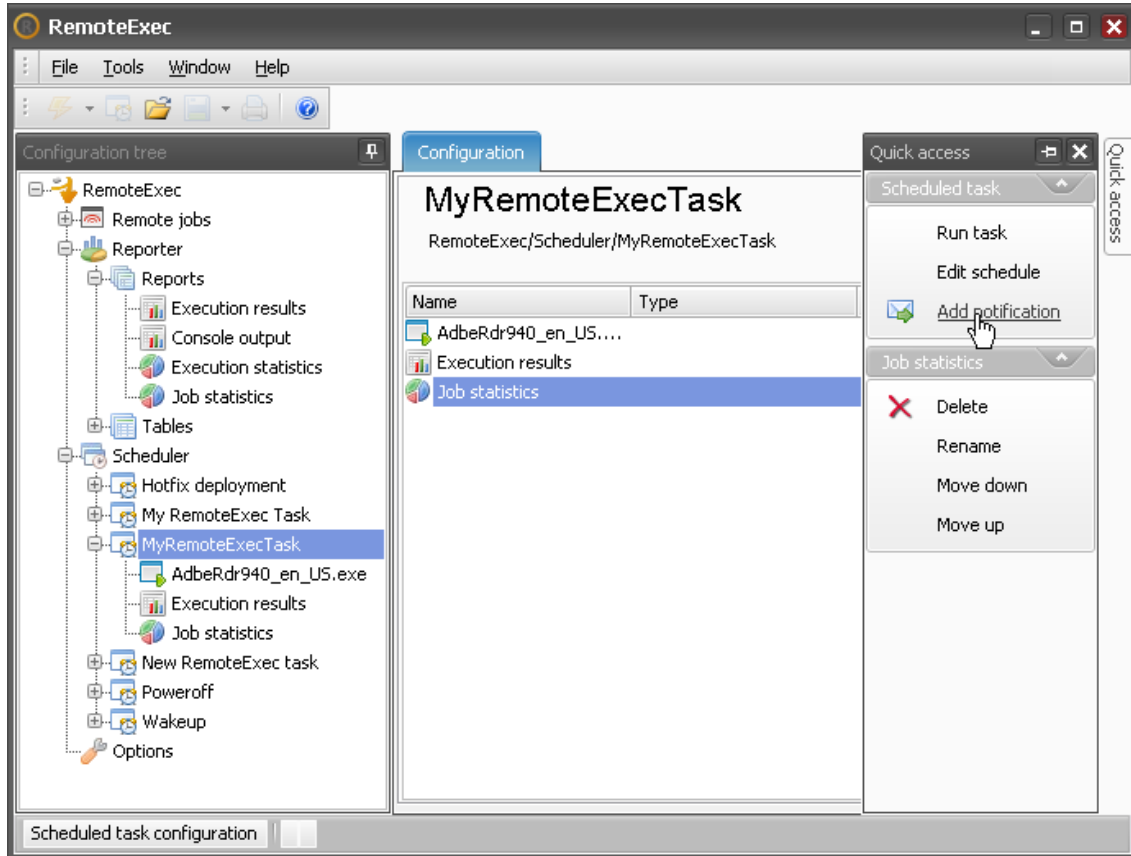 RemoteExec
File Tools Window Help
Configuration tree
RemoteExec
Remote jobs
Reporter
Reports
Execution results
Console output
Execution statistics
Job statistics
Tables
Scheduler
Hotfix deployment
My RemoteExec Task
MyRemoteExecTask
AdbeRdr940_en_US.exe
Execution results
Job statistics
New RemoteExec task
Poweroff
Wakeup
Options
Configuration
MyRemoteExecTask
RemoteExec/Scheduler/MyRemoteExecTask
Name Type
AdbeRdr940_en_US....
Execution results
Job statistics
Quick access
Scheduled task
Run task
Edit schedule
Add notification
Job statistics
Delete
Rename
Move down
Move up
Quick access
Scheduled task configuration